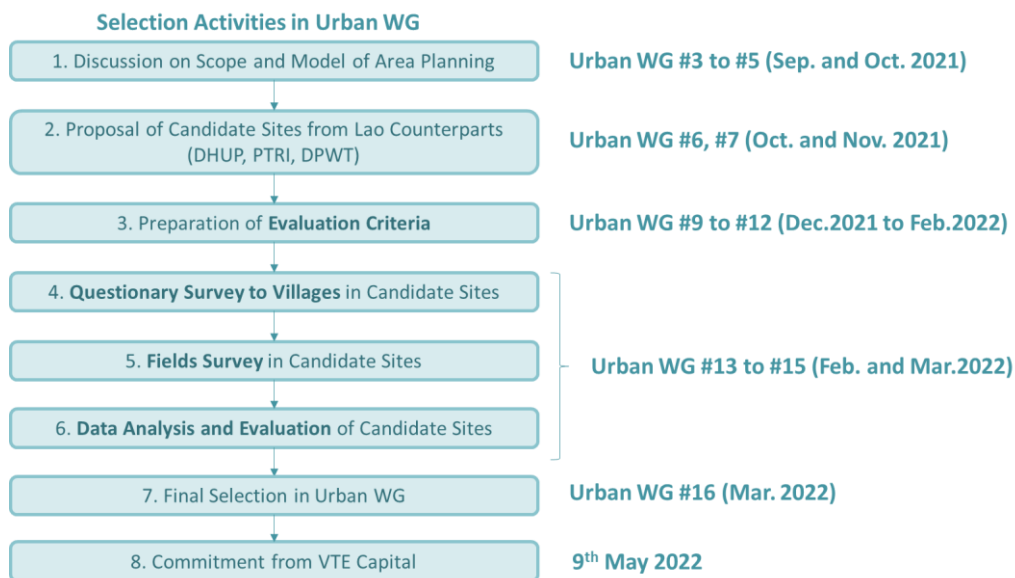 Selection Activities in Urban WG
1. Discussion on Scope and Model of Area Planning
Urban WG #3 to #5 (Sep. and Oct. 2021)
2. Proposal of Candidate Sites from Lao Counterparts
(DHUP, PTRI, DPWT)
Urban WG #6, #7 (Oct. and Nov. 2021)
3. Preparation of Evaluation Criteria
Urban WG #9 to #12 (Dec.2021 to Feb.2022)
4. Questionary Survey to Villages in Candidate Sites
5. Fields Survey in Candidate Sites
6. Data Analysis and Evaluation of Candidate Sites
Urban WG #13 to #15 (Feb. and Mar.2022)
7. Final Selection in Urban WG
Urban WG #16 (Mar. 2022)
8. Commitment from VTE Capital
9th May 2022